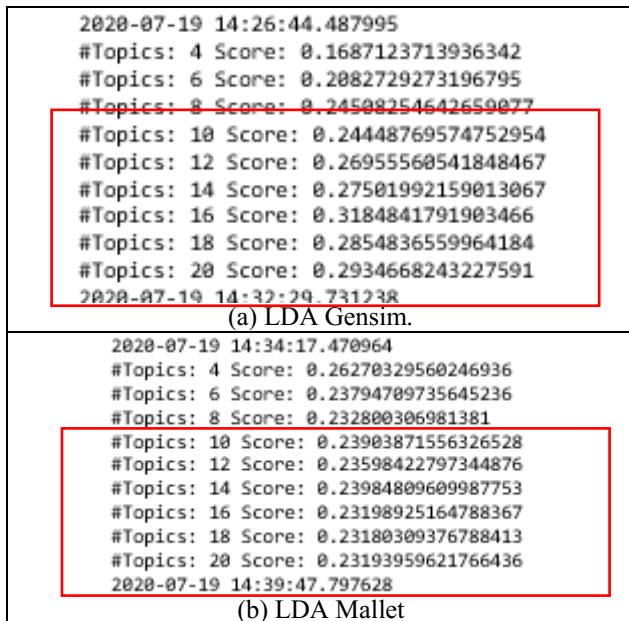 2020-07-19 14:26:44.487995
#Topics: 4 Score: 0.1687123713936342
#Topics: 6 Score: 0.2082729273196795
#Topics: 8 Score: 0.24508254642659077
#Topics: 10 Score: 0.24448769574752954
#Topics: 12 Score: 0.26955560541848467
#Topics: 14 Score: 0.27501992159013067
#Topics: 16 Score: 0.3184841791903466
#Topics: 18 Score: 0.2854836559964184
#Topics: 20 Score: 0.2934668243227591
2020-07-19 14:32:29.731238
(a) LDA Gensim.
2020-07-19 14:34:17.470964
#Topics: 4 Score: 0.26270329560246936
#Topics: 6 Score: 0.23794709735645236
#Topics: 8 Score: 0.232800306981381
#Topics: 10 Score: 0.23903871556326528
#Topics: 12 Score: 0.23598422797344876
#Topics: 14 Score: 0.23984809609987753
#Topics: 16 Score: 0.23198925164788367
#Topics: 18 Score: 0.23180309376788413
#Topics: 20 Score: 0.23193959621766436
2020-07-19 14:39:47.797628
(b) LDA Mallet